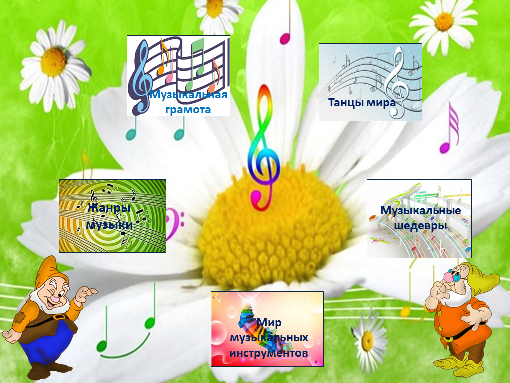 Музыкальная
грамота
Танцы мира
Жанры
музыки
Музыкальные
шедевры
Мир
музыкальных
инструментов